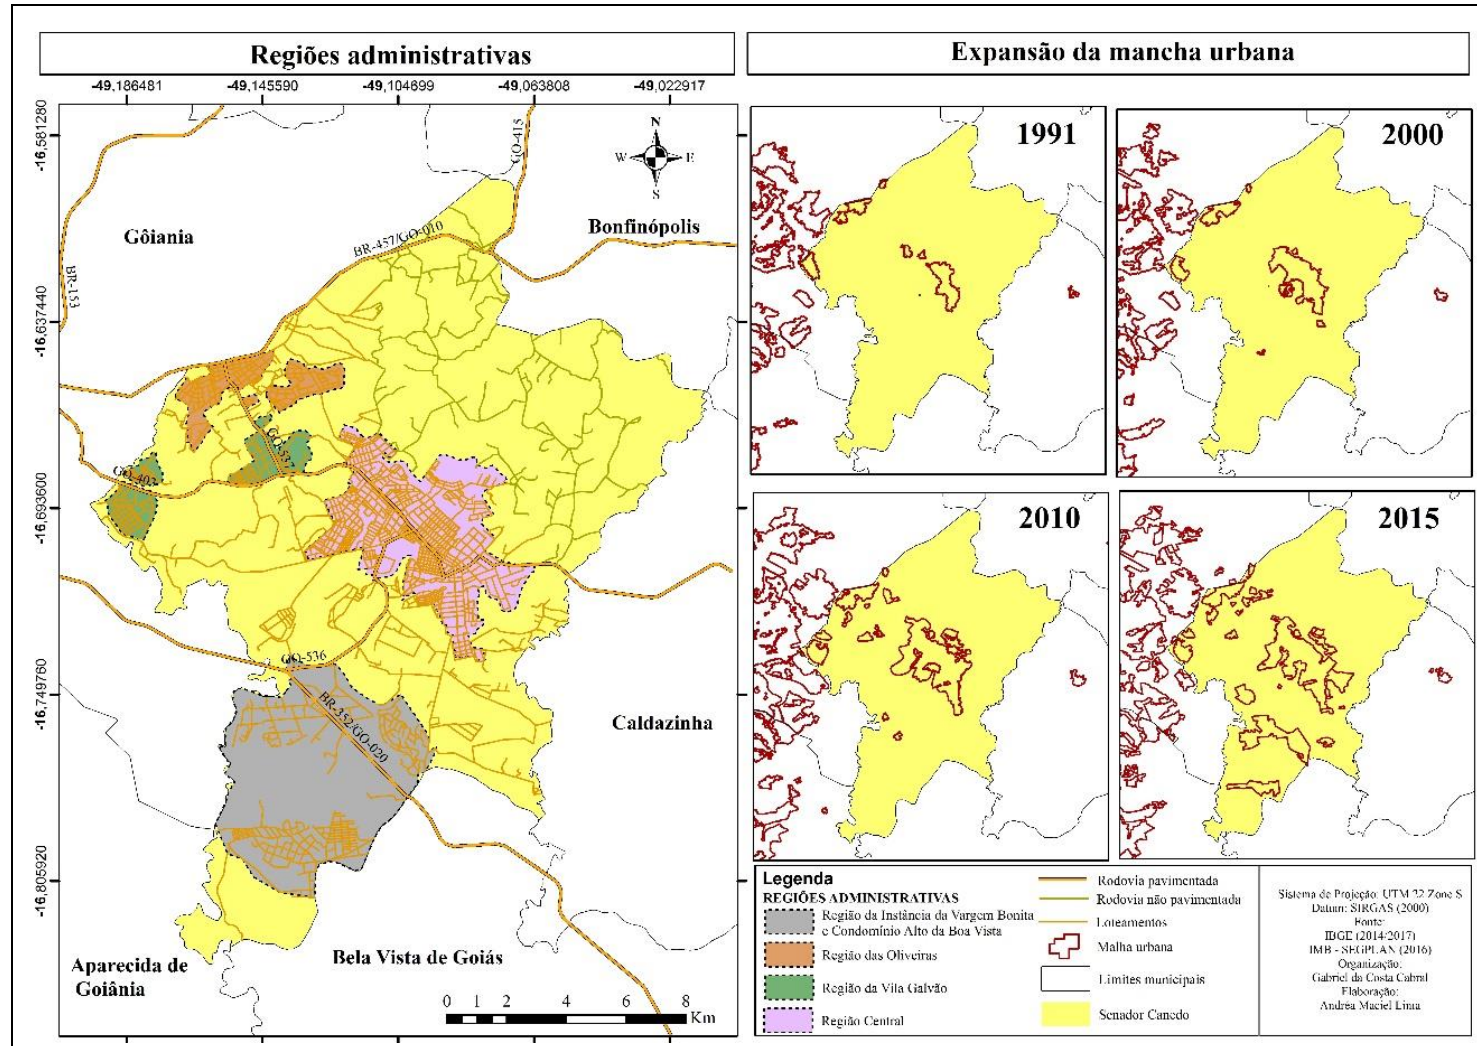 Regiões administrativas
-49,186481 -49,145590 -49,104699 -49,063808 -49,022917
-16,581280
-16,637440
-16,693600
-16,749760
-16,805920
N
W E
S
GO-415
Gôiania
Bonfinópolis
BR-457/GO-010
BR-153
GO-537
GO-403
GO-536
BR-352/GO-020
Caldazinha
Bela Vista de Goiás
Aparecida de
Goiânia
0 1 2 4 6 8
Km
Expansão da mancha urbana
1991
2000
2010
2015
Legenda
REGIÕES ADMINISTRATIVAS
Região da Instância da Vargem Bonita
e Condomínio Alto da Boa Vista
Região das Oliveiras
Região da Vila Galvão
Região Central
Rodovia pavimentada
Rodovia não pavimentada
Loteamentos
Malha urbana
Limites municipais
Senador Canedo
Sistema de Projeção: UTM 22 Zone S
Datum: SIRGAS (2000)
Fonte:
IBGE (2014/2017)
IMB - SEGPLAN (2016)
Organização:
Gabriel da Costa Cabral
Elaboração:
Andréa Maciel Lima